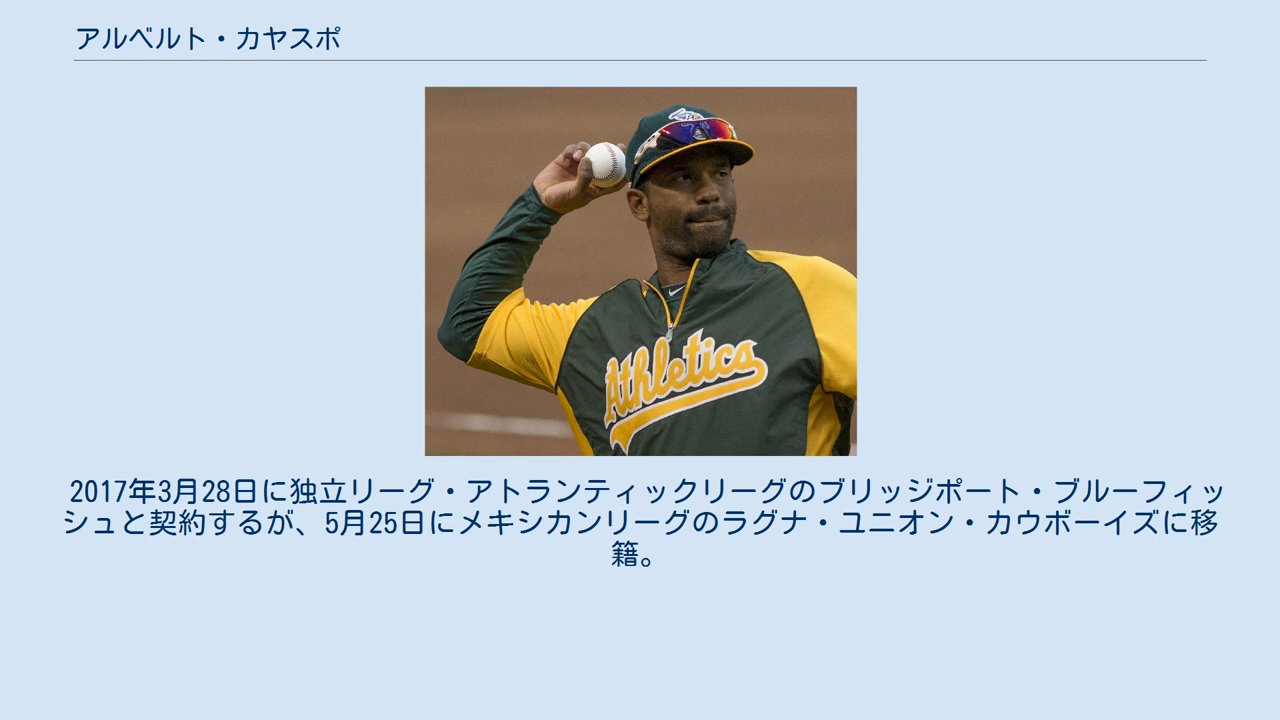 アルベルト・カヤスポ
Athletics
2017年3月28日に独立リーグ・アトランティックリーグのブリッジポート・ブルーフィッ
シュと契約するが、5月25日にメキシカンリーグのラグナ・ユニオン・カウボーイズに移
籍。